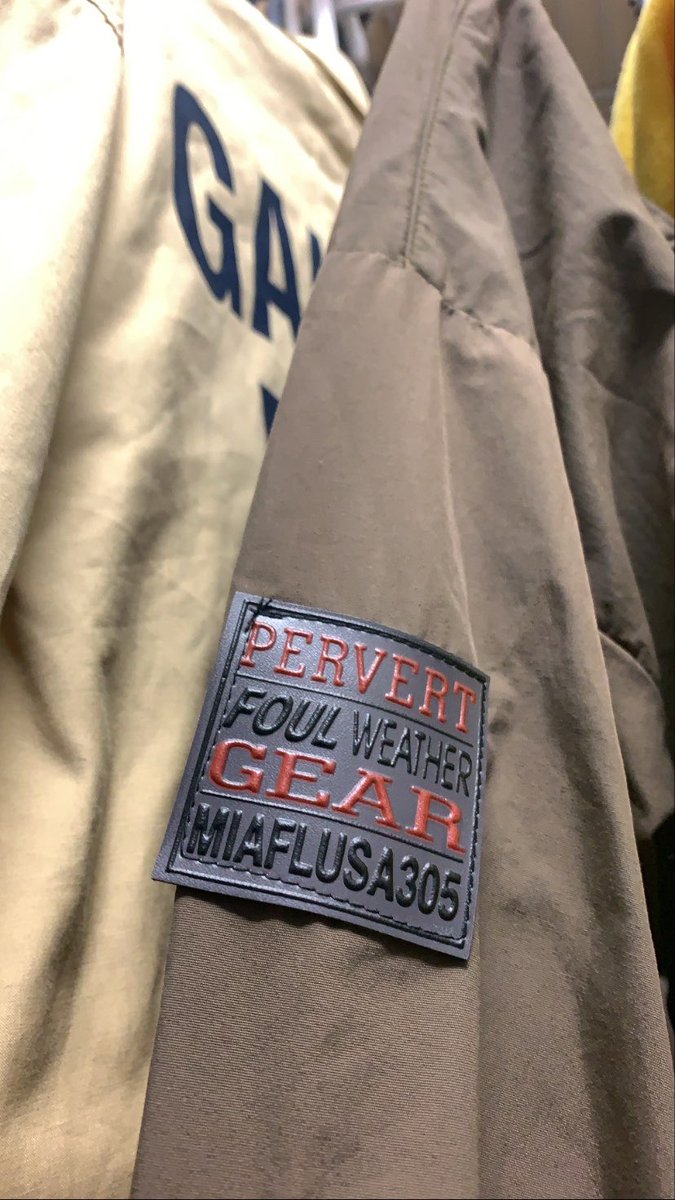 PERVERT
FOUL WEATHER
GEAR
MIAFLUSA305